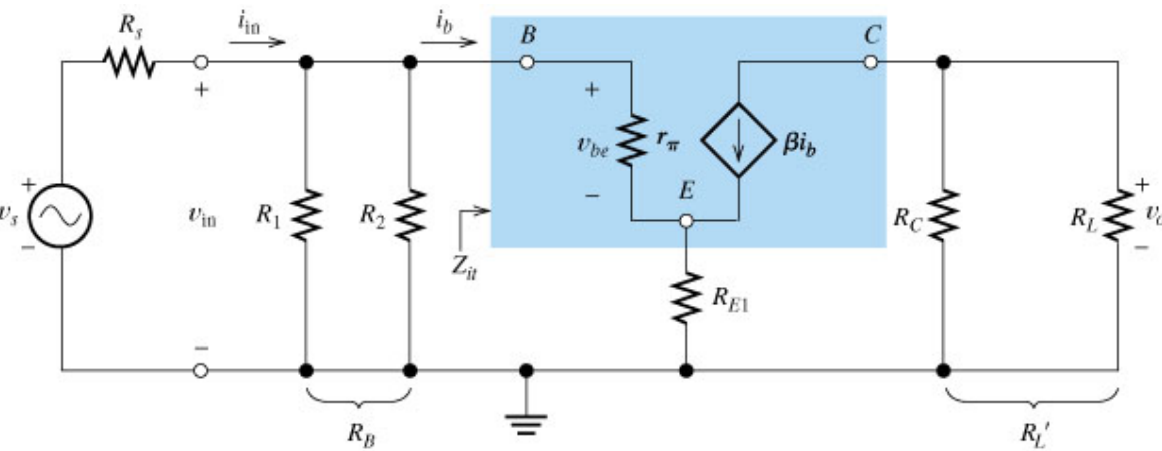 R_s
i_in
i_b
B
C
+
+
v_be
r_π
βi_b
−
E
+
v_s
−
v_in
R_1
R_2
Z_it
R_E1
R_C
R_L
+
v_o
−
−
R_B
R_L'